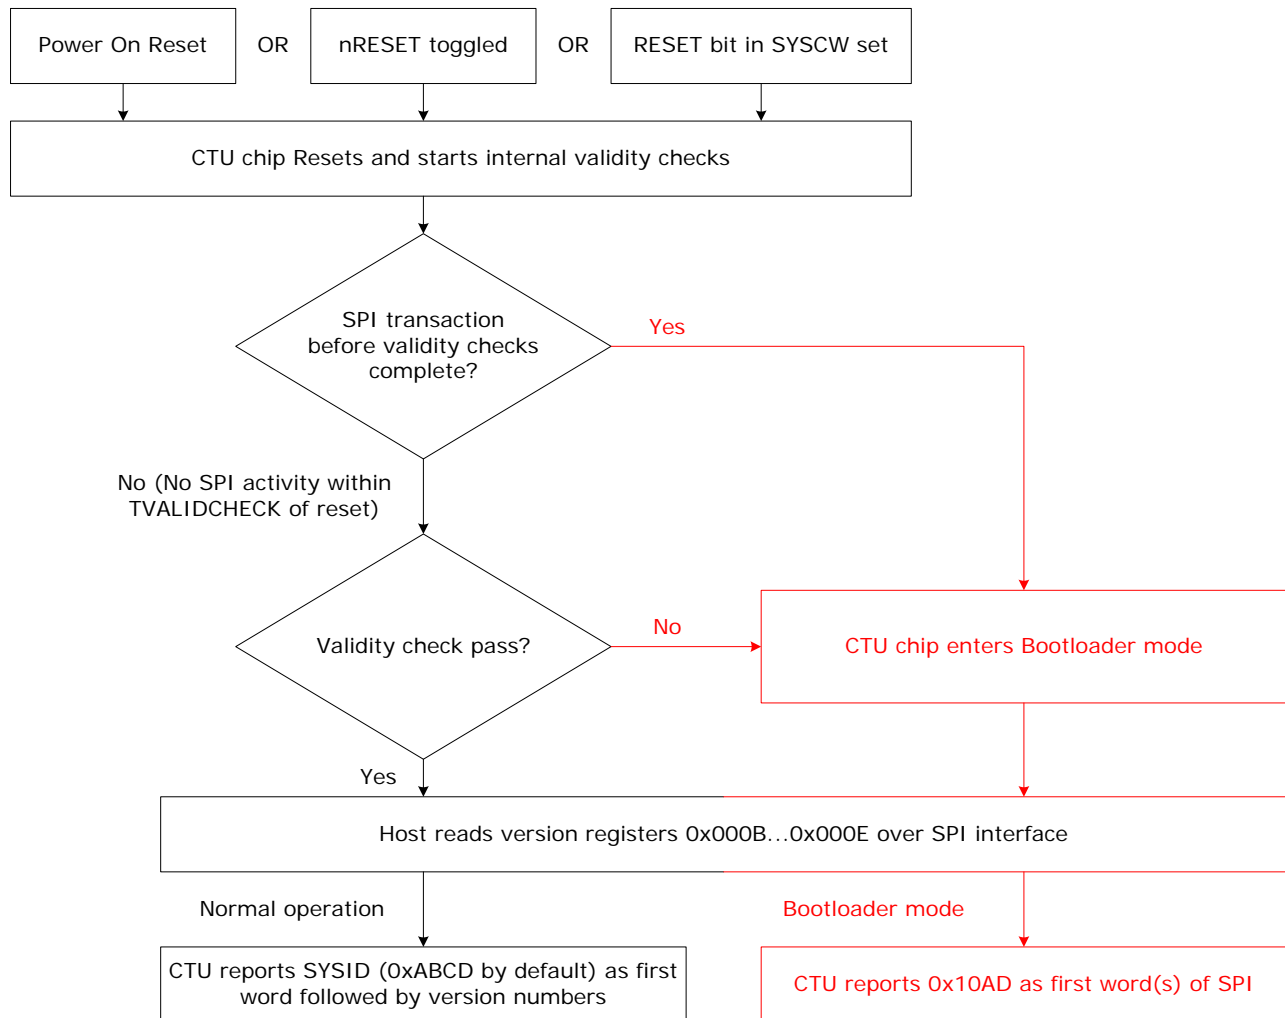 Power On Reset
OR
nRESET toggled
OR
RESET bit in SYSCW set
CTU chip Resets and starts internal validity checks
SPI transaction
before validity checks
complete?
Yes
No (No SPI activity within
TVALIDCHECK of reset)
Validity check pass?
No
CTU chip enters Bootloader mode
Yes
Host reads version registers 0x000B...0x000E over SPI interface
Normal operation
Bootloader mode
CTU reports SYSID (0xABCD by default) as first
word followed by version numbers
CTU reports 0x10AD as first word(s) of SPI